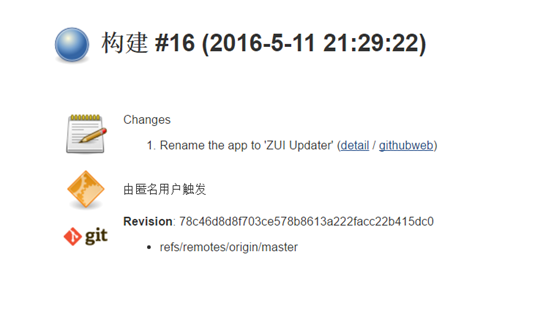 构建 #16 (2016-5-11 21:29:22)
Changes
1. Rename the app to 'ZUI Updater' (detail / githubweb)
由匿名用户触发
git
Revision: 78c46d8d8f703ce578b8613a222facc22b415dc0
refs/remotes/origin/master